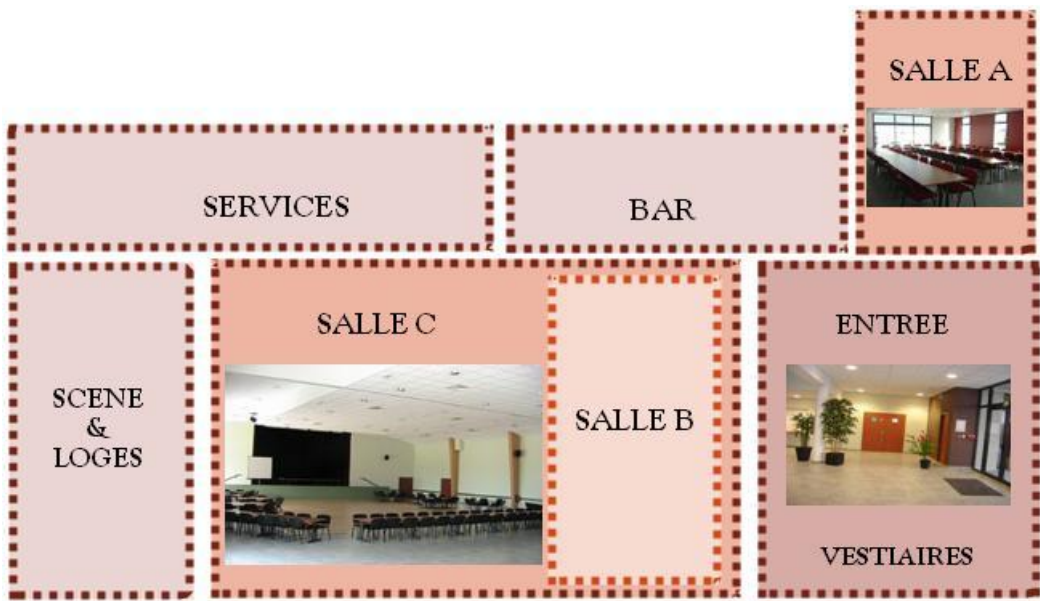 SALLE A
SERVICES
BAR
SALLE C
ENTREE
SCENE
&
LOGES
SALLE B
VESTIAIRES